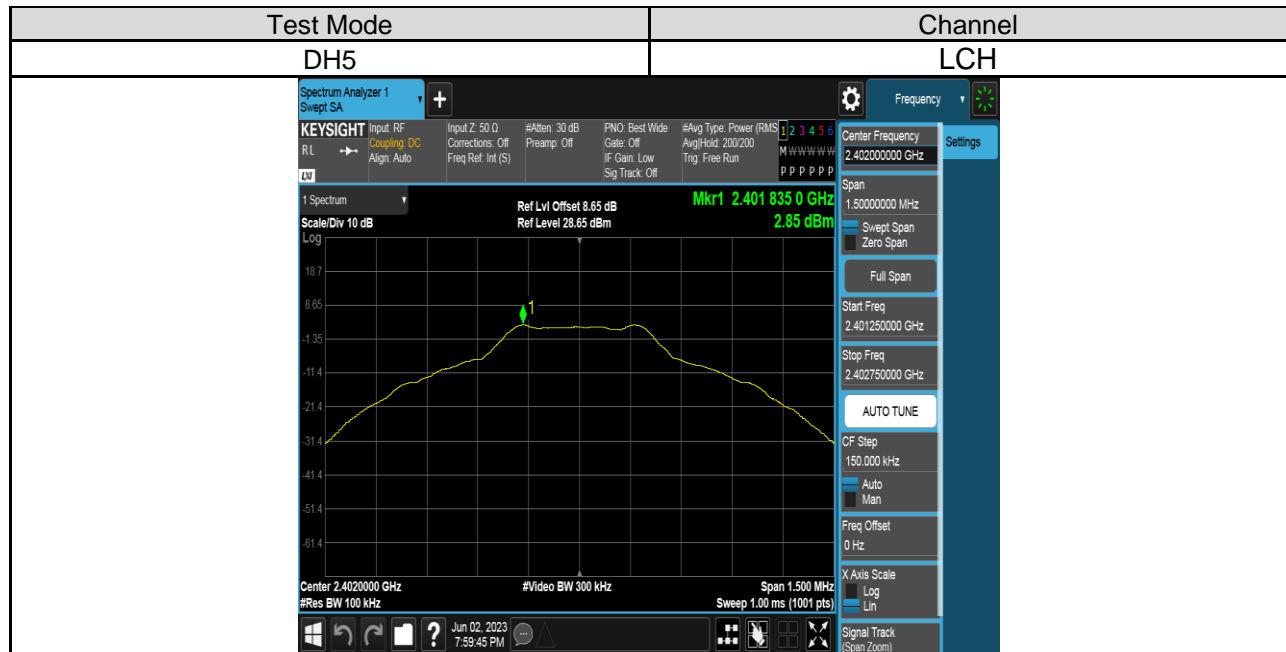 Test Mode Channel
DH5 LCH
Spectrum Analyzer 1
Swept SA
+
Frequency
KEYSIGHT
RL
LXI
Input: RF
Coupling: DC
Align: Auto
Input Z: 50 Ω
Corrections: Off
Freq Ref: Int (S)
#Atten: 30 dB
Preamp: Off
PNO: Best Wide
Gate: Off
IF Gain: Low
Sig Track: Off
#Avg Type: Power (RMS
Avg|Hold: 200/200
Trig: Free Run
1 2 3 4 5 6
M W W W W W
P P P P P P
1 Spectrum
Scale/Div 10 dB
Ref Lvl Offset 8.65 dB
Ref Level 28.65 dBm
Mkr1 2.401 835 0 GHz
2.85 dBm
Log
18.7
8.65
-1.35
-11.4
-21.4
-31.4
-41.4
-51.4
-61.4
1
Center 2.4020000 GHz
#Res BW 100 kHz
#Video BW 300 kHz
Span 1.500 MHz
Sweep 1.00 ms (1001 pts)
Center Frequency
2.402000000 GHz
Settings
Span
1.50000000 MHz
Swept Span
Zero Span
Full Span
Start Freq
2.401250000 GHz
Stop Freq
2.402750000 GHz
AUTO TUNE
CF Step
150.000 kHz
Auto
Man
Freq Offset
0 Hz
X Axis Scale
Log
Lin
Signal Track
(Span Zoom)
?
Jun 02, 2023
7:59:45 PM